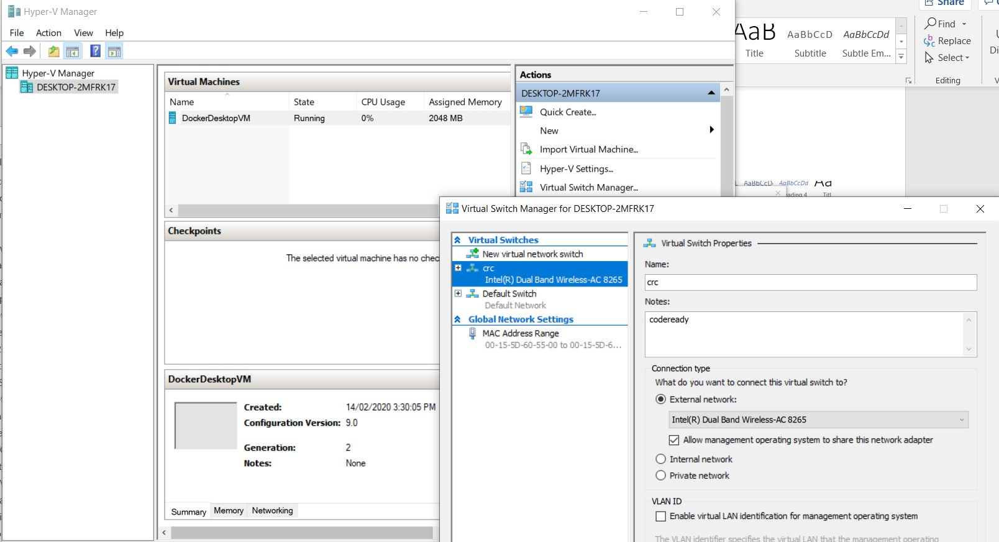 Hyper-V Manager
File Action View Help
Hyper-V Manager
DESKTOP-2MFRK17
Virtual Machines
Name State CPU Usage Assigned Memory
DockerDesktopVM Running 0% 2048 MB
Checkpoints
The selected virtual machine has no chec
DockerDesktopVM
Created: 14/02/2020 3:30:05 PM
Configuration Version: 9.0
Generation: 2
Notes: None
Summary Memory Networking
Actions
DESKTOP-2MFRK17
Quick Create...
New
Import Virtual Machine...
Hyper-V Settings...
Virtual Switch Manager...
Share
AaB AaBbCcD AaBbCcDd
Title Subtitle Subtle Em...
Find
Replace
Select
Editing
AaBbCcD AaBbCcDd Aa
eading 4 Titl
Virtual Switch Manager for DESKTOP-2MFRK17
Virtual Switches
New virtual network switch
crc
Intel(R) Dual Band Wireless-AC 8265
Default Switch
Default Network
Global Network Settings
MAC Address Range
00-15-5D-60-55-00 to 00-15-5D-6...
Virtual Switch Properties
Name:
crc
Notes:
codeready
Connection type
What do you want to connect this virtual switch to?
External network:
Intel(R) Dual Band Wireless-AC 8265
Allow management operating system to share this network adapter
Internal network
Private network
VLAN ID
Enable virtual LAN identification for management operating system
The VLAN identifier specifies the virtual LAN that the management operating